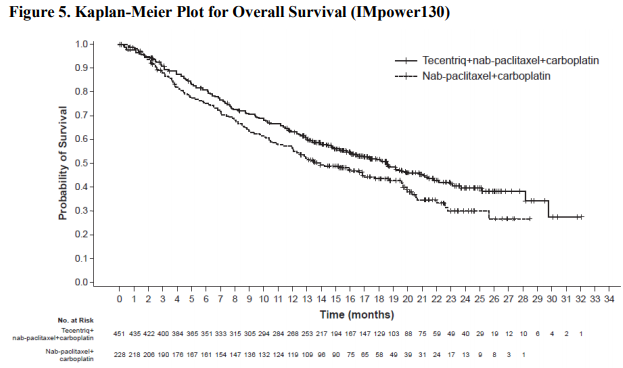 Figure 5. Kaplan-Meier Plot for Overall Survival (IMpower130)
Tecentriq+nab-paclitaxel+carboplatin
Nab-paclitaxel+carboplatin
Probability of Survival
1.0
0.9
0.8
0.7
0.6
0.5
0.4
0.3
0.2
0.1
0.0
0 1 2 3 4 5 6 7 8 9 10 11 12 13 14 15 16 17 18 19 20 21 22 23 24 25 26 27 28 29 30 31 32 33 34
Time (months)
No. at Risk
Tecentriq+
nab-paclitaxel+carboplatin
451 435 422 400 384 365 351 333 315 305 294 284 268 253 217 194 167 147 129 103 88 75 59 49 40 29 19 12 10 6 4 2 1
Nab-paclitaxel+
carboplatin
228 218 206 190 176 167 161 154 147 136 132 124 119 109 96 90 75 65 58 49 39 31 24 17 13 9 8 3 1